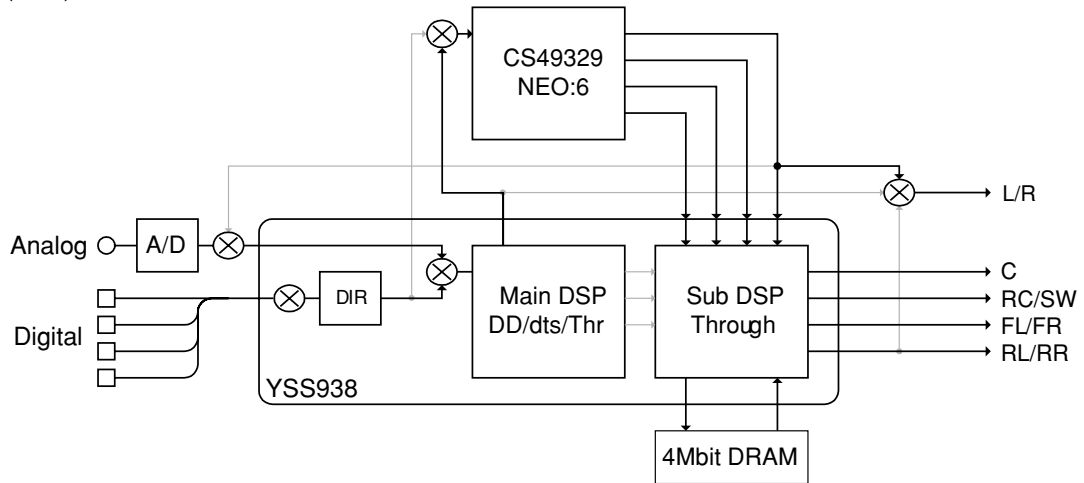 CS49329
NEO:6
L/R
Analog
A/D
C
DIR
Main DSP
DD/dts/Thr
Sub DSP
Through
RC/SW
FL/FR
RL/RR
Digital
YSS938
4Mbit DRAM